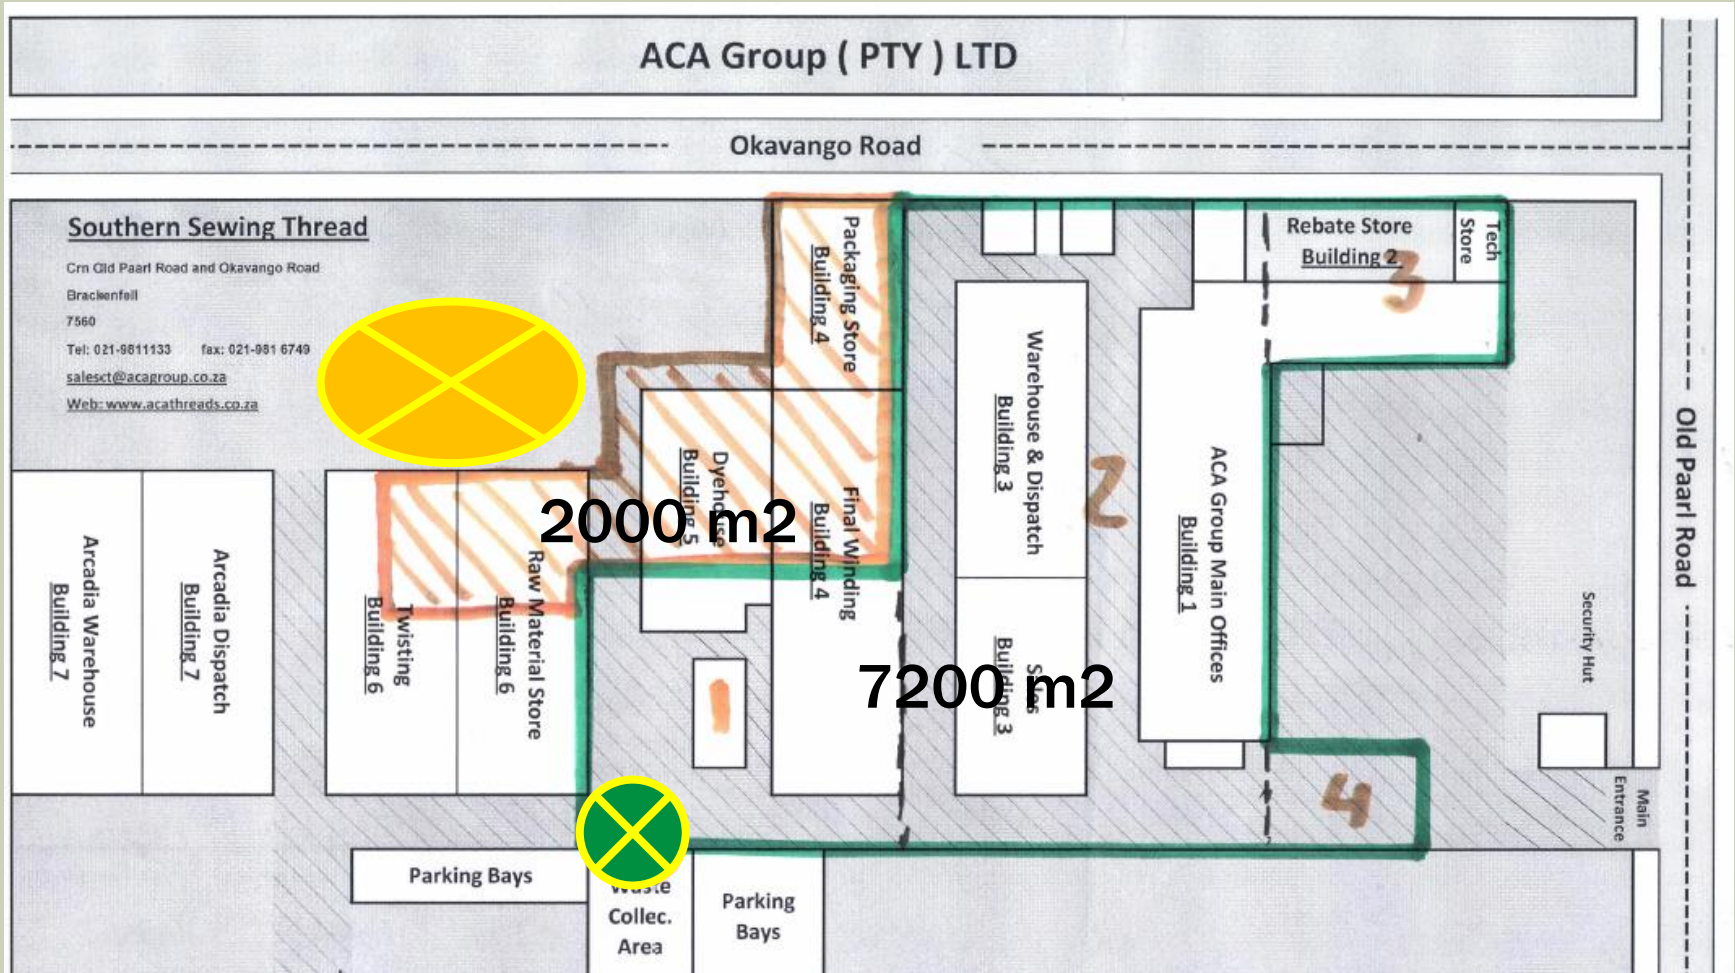 ACA Group ( PTY ) LTD
Okavango Road
Southern Sewing Thread
Crn Old Paarl Road and Okavango Road
Brackenfell
7560
Tel: 021-9811133 fax: 021-981 6749
salesct@acagroup.co.za
Web: www.acathreads.co.za
Packaging Store
Building 4
Rebate Store
Building 2
Tech
Store
3
Warehouse & Dispatch
Building 3
2
ACA Group Main Offices
Building 1
Old Paarl Road
Dyehouse
Building 5
2000 m2
Final Winding
Building 4
Arcadia Warehouse
Building 7
Arcadia Dispatch
Building 7
Twisting
Building 6
Raw Material Store
Building 6
7200 m2
Sales
Building 3
Security Hut
1
4
Main
Entrance
Parking Bays
Waste
Collec.
Area
Parking
Bays